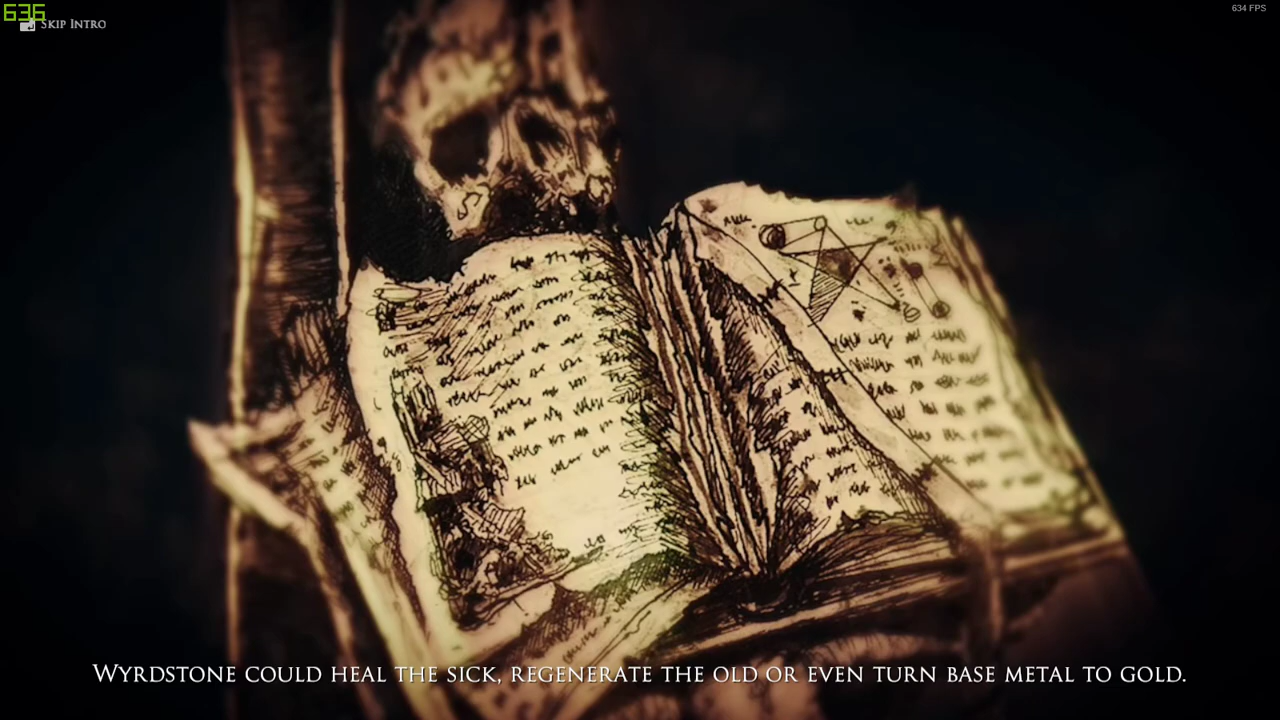 636
634 FPS
Skip Intro
Wyrdstone could heal the sick, regenerate the old or even turn base metal to gold.